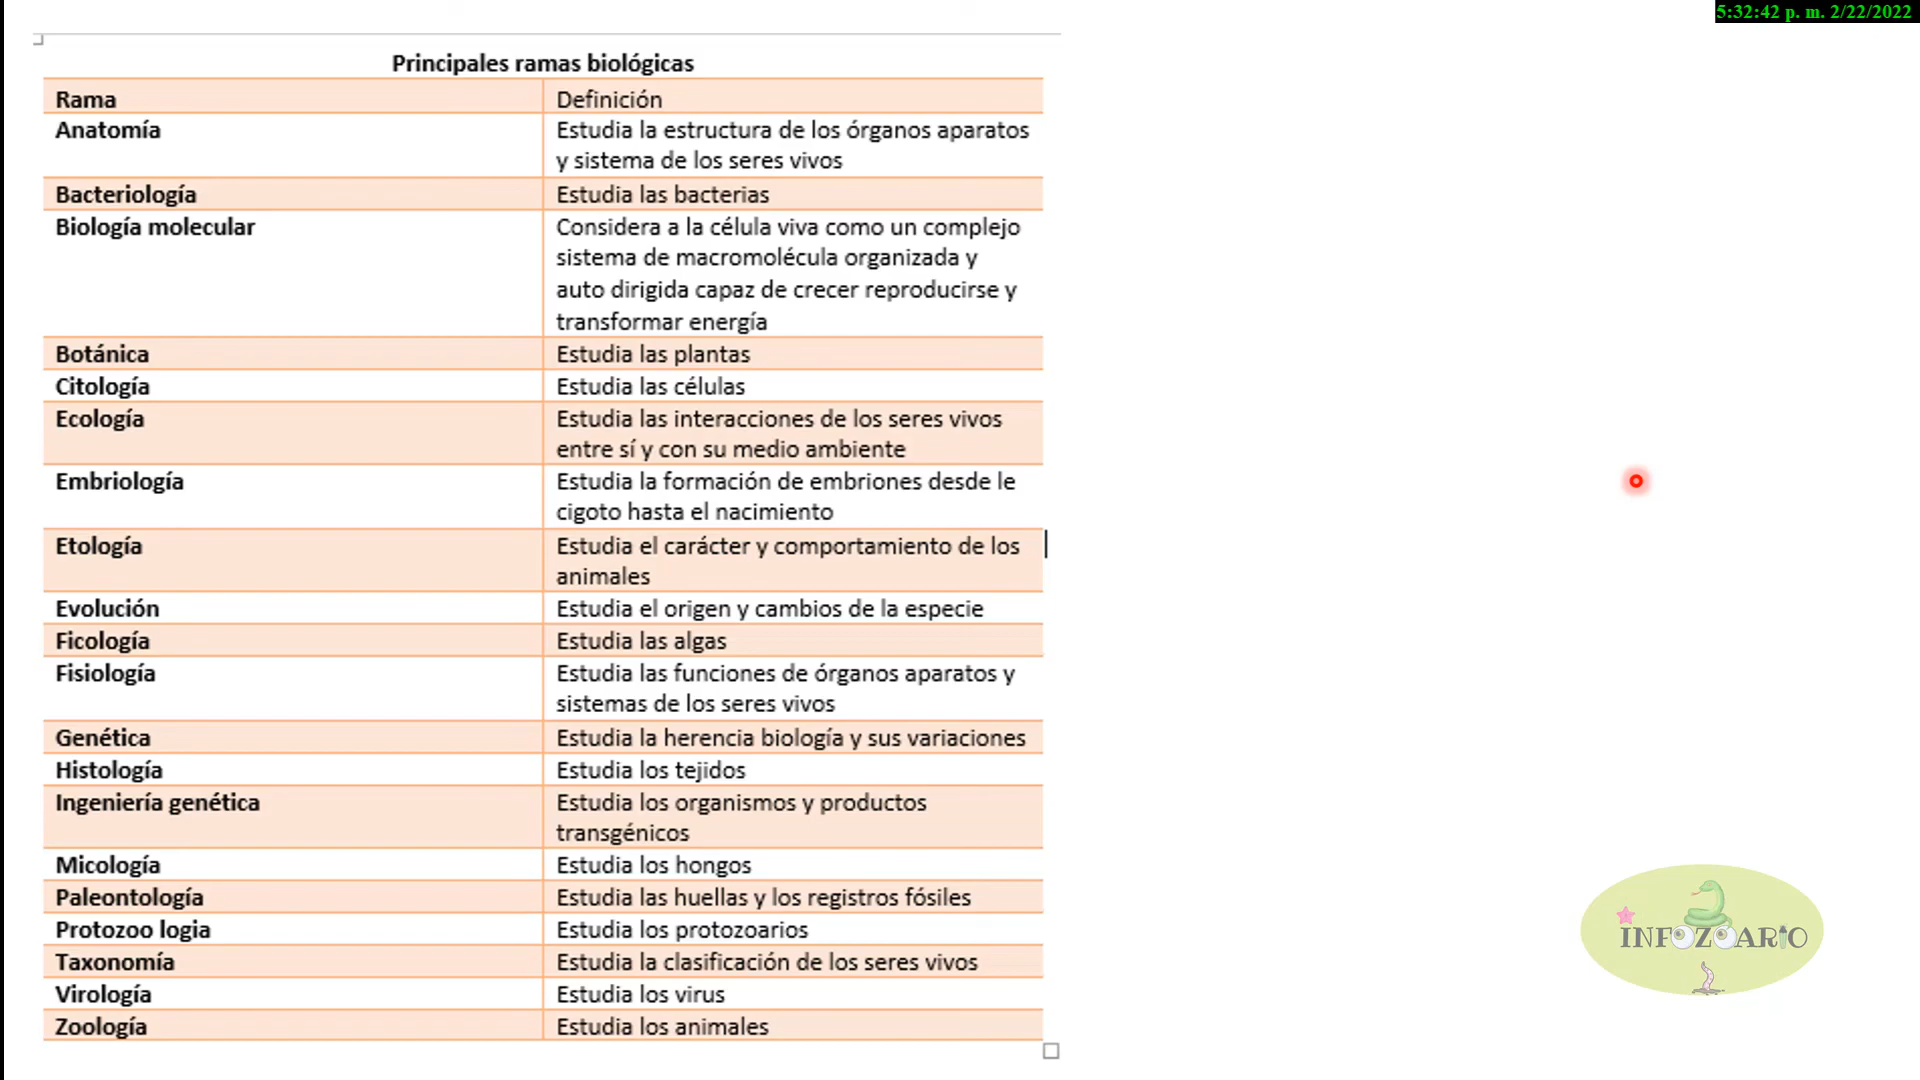 5:32:42 p. m. 2/22/2022
Principales ramas biológicas
Rama Definición
Anatomía Estudia la estructura de los órganos aparatos
y sistema de los seres vivos
Bacteriología Estudia las bacterias
Biología molecular Considera a la célula viva como un complejo
sistema de macromolécula organizada y
auto dirigida capaz de crecer reproducirse y
transformar energía
Botánica Estudia las plantas
Citología Estudia las células
Ecología Estudia las interacciones de los seres vivos
entre sí y con su medio ambiente
Embriología Estudia la formación de embriones desde le
cigoto hasta el nacimiento
Etología Estudia el carácter y comportamiento de los
animales
Evolución Estudia el origen y cambios de la especie
Ficología Estudia las algas
Fisiología Estudia las funciones de órganos aparatos y
sistemas de los seres vivos
Genética Estudia la herencia biología y sus variaciones
Histología Estudia los tejidos
Ingeniería genética Estudia los organismos y productos
transgénicos
Micología Estudia los hongos
Paleontología Estudia las huellas y los registros fósiles
Protozoo logia Estudia los protozoarios
Taxonomía Estudia la clasificación de los seres vivos
Virología Estudia los virus
Zoología Estudia los animales
INFOZOARIO